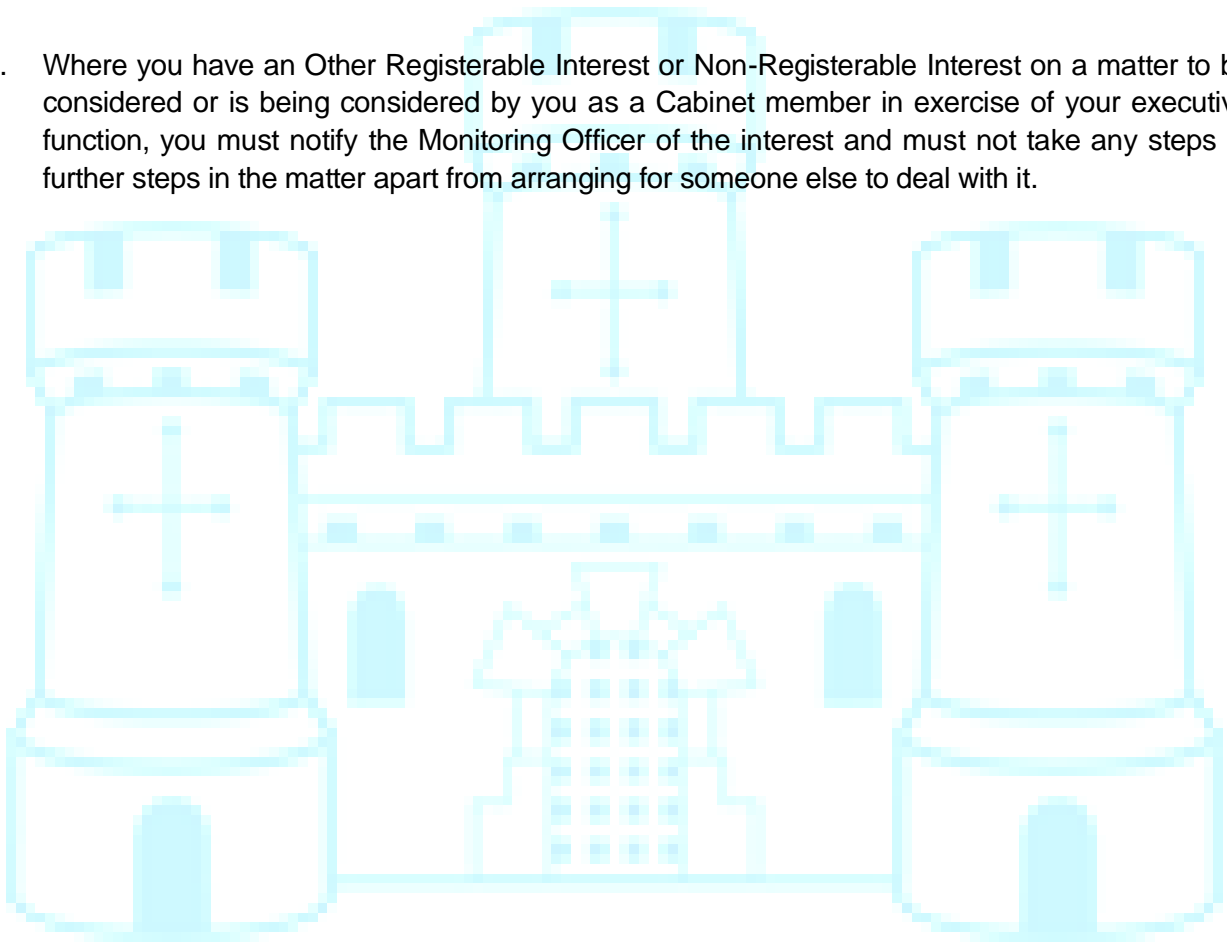 . Where you have an Other Registerable Interest or Non-Registerable Interest on a matter to b
considered or is being considered by you as a Cabinet member in exercise of your executiv
function, you must notify the Monitoring Officer of the interest and must not take any steps
further steps in the matter apart from arranging for someone else to deal with it.